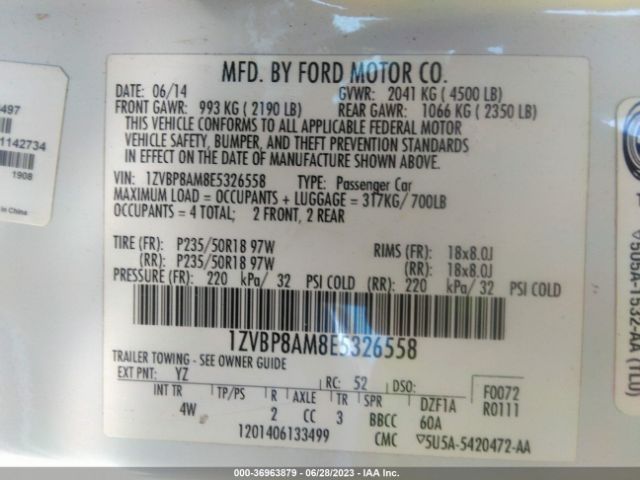 MFD. BY FORD MOTOR CO.
DATE: 06/14 GVWR: 2041 KG ( 4500 LB)
FRONT GAWR: 993 KG ( 2190 LB) REAR GAWR: 1066 KG ( 2350 LB)
THIS VEHICLE CONFORMS TO ALL APPLICABLE FEDERAL MOTOR
VEHICLE SAFETY, BUMPER, AND THEFT PREVENTION STANDARDS
IN EFFECT ON THE DATE OF MANUFACTURE SHOWN ABOVE.
VIN: 1ZVBP8AM8E5326558 TYPE: Passenger Car
MAXIMUM LOAD = OCCUPANTS + LUGGAGE = 317KG/ 700LB
OCCUPANTS = 4 TOTAL; 2 FRONT, 2 REAR
TIRE (FR): P235/50R18 97W RIMS (FR): 18x8.0J
(RR): P235/50R18 97W (RR): 18x8.0J
PRESSURE (FR): 220 kPa/ 32 PSI COLD (RR): 220 kPa/ 32 PSI COLD
1ZVBP8AM8E5326558
TRAILER TOWING - SEE OWNER GUIDE
EXT PNT: YZ RC: 52 DSO: F0072
INT TR TP/PS R AXLE TR SPR DZF1A R0111
4W 2 CC 3 BBCC 60A
1201406133499 CMC ▽5U5A-5420472-AA
497
1142734
1908
in China
000-36963879 | 06/28/2023 - IAA Inc.